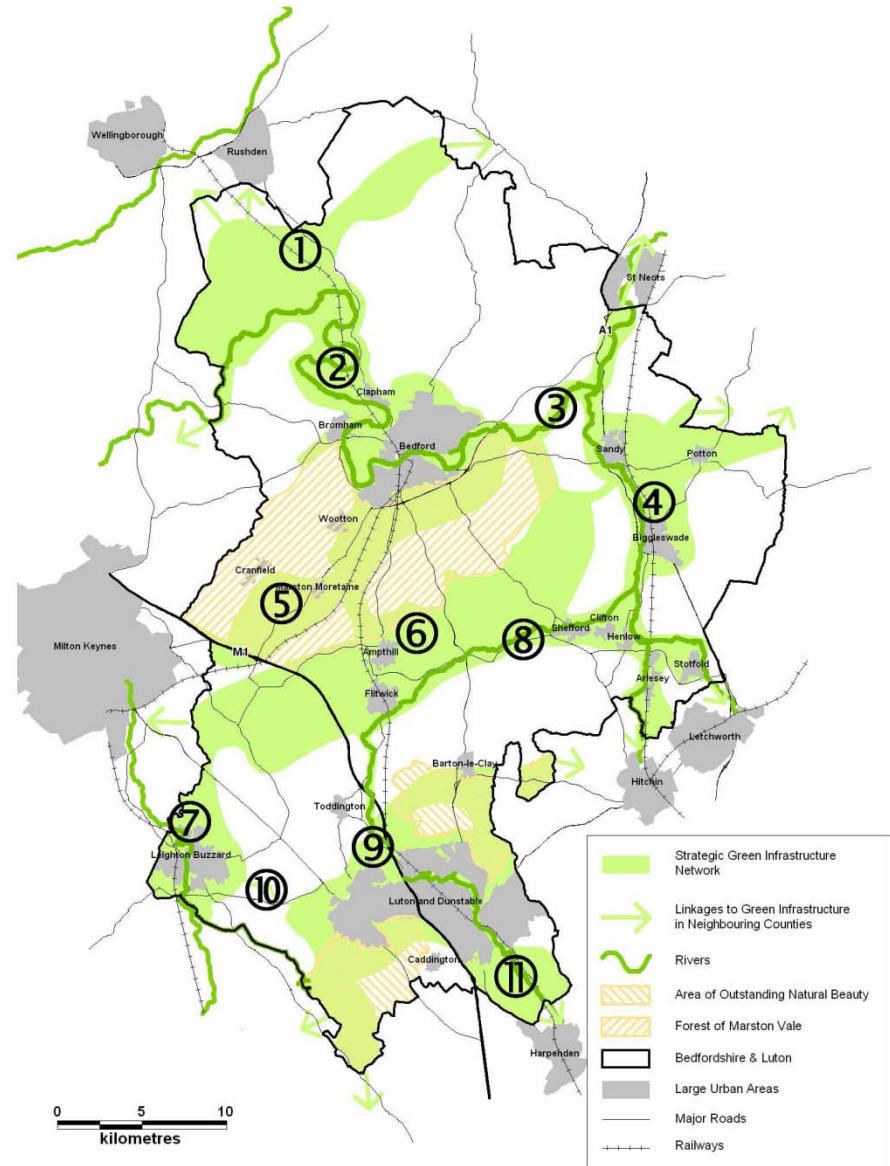 Wellingborough
Rushden
①
St Neots
A1
②
Clapham
③
Bromham
Bedford
Sandy
Potton
④
Wootton
Biggleswade
Cranfield
Marston Moretaine
⑤
⑥
Clifton
Shefford
⑧
Henlow
Milton Keynes
M1
Ampthill
Stotfold
Arlesey
Flitwick
Letchworth
Barton-le-Clay
Hitchin
Toddington
⑦
⑨
Leighton Buzzard
⑩
Luton and Dunstable
Caddington
⑪
Harpenden
Strategic Green Infrastructure
Network
Linkages to Green Infrastructure
in Neighbouring Counties
Rivers
Area of Outstanding Natural Beauty
Forest of Marston Vale
Bedfordshire & Luton
Large Urban Areas
Major Roads
Railways
0 5 10
kilometres